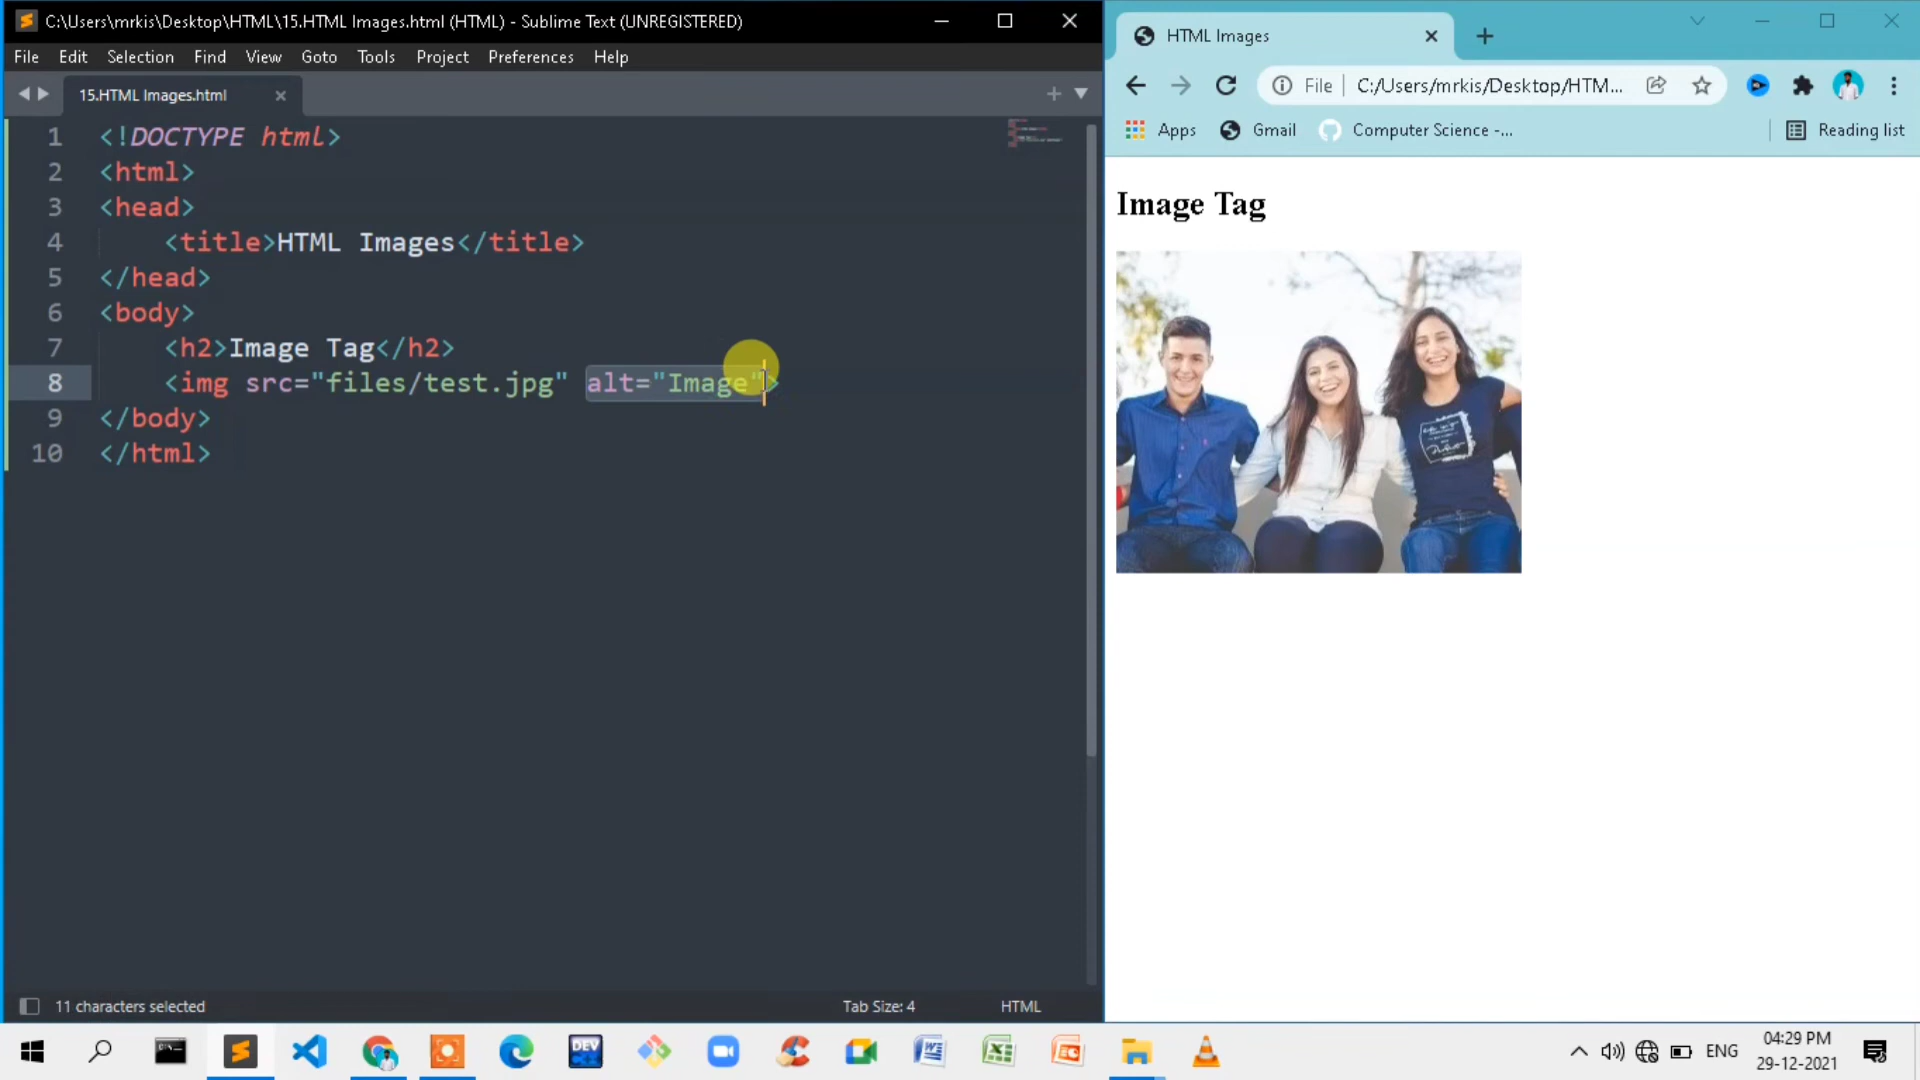 C:\Users\mrkis\Desktop\HTML\15.HTML Images.html (HTML) - Sublime Text (UNREGISTERED)
File Edit Selection Find View Goto Tools Project Preferences Help
15.HTML Images.html
1 <!DOCTYPE html>
2 <html>
3 <head>
4 <title>HTML Images</title>
5 </head>
6 <body>
7 <h2>Image Tag</h2>
8 <img src="files/test.jpg" alt="Image">
9 </body>
10 </html>
11 characters selected
Tab Size: 4
HTML
HTML Images
File C:/Users/mrkis/Desktop/HTM...
Apps Gmail Computer Science -... Reading list
Image Tag
DEV
ENG
04:29 PM
29-12-2021